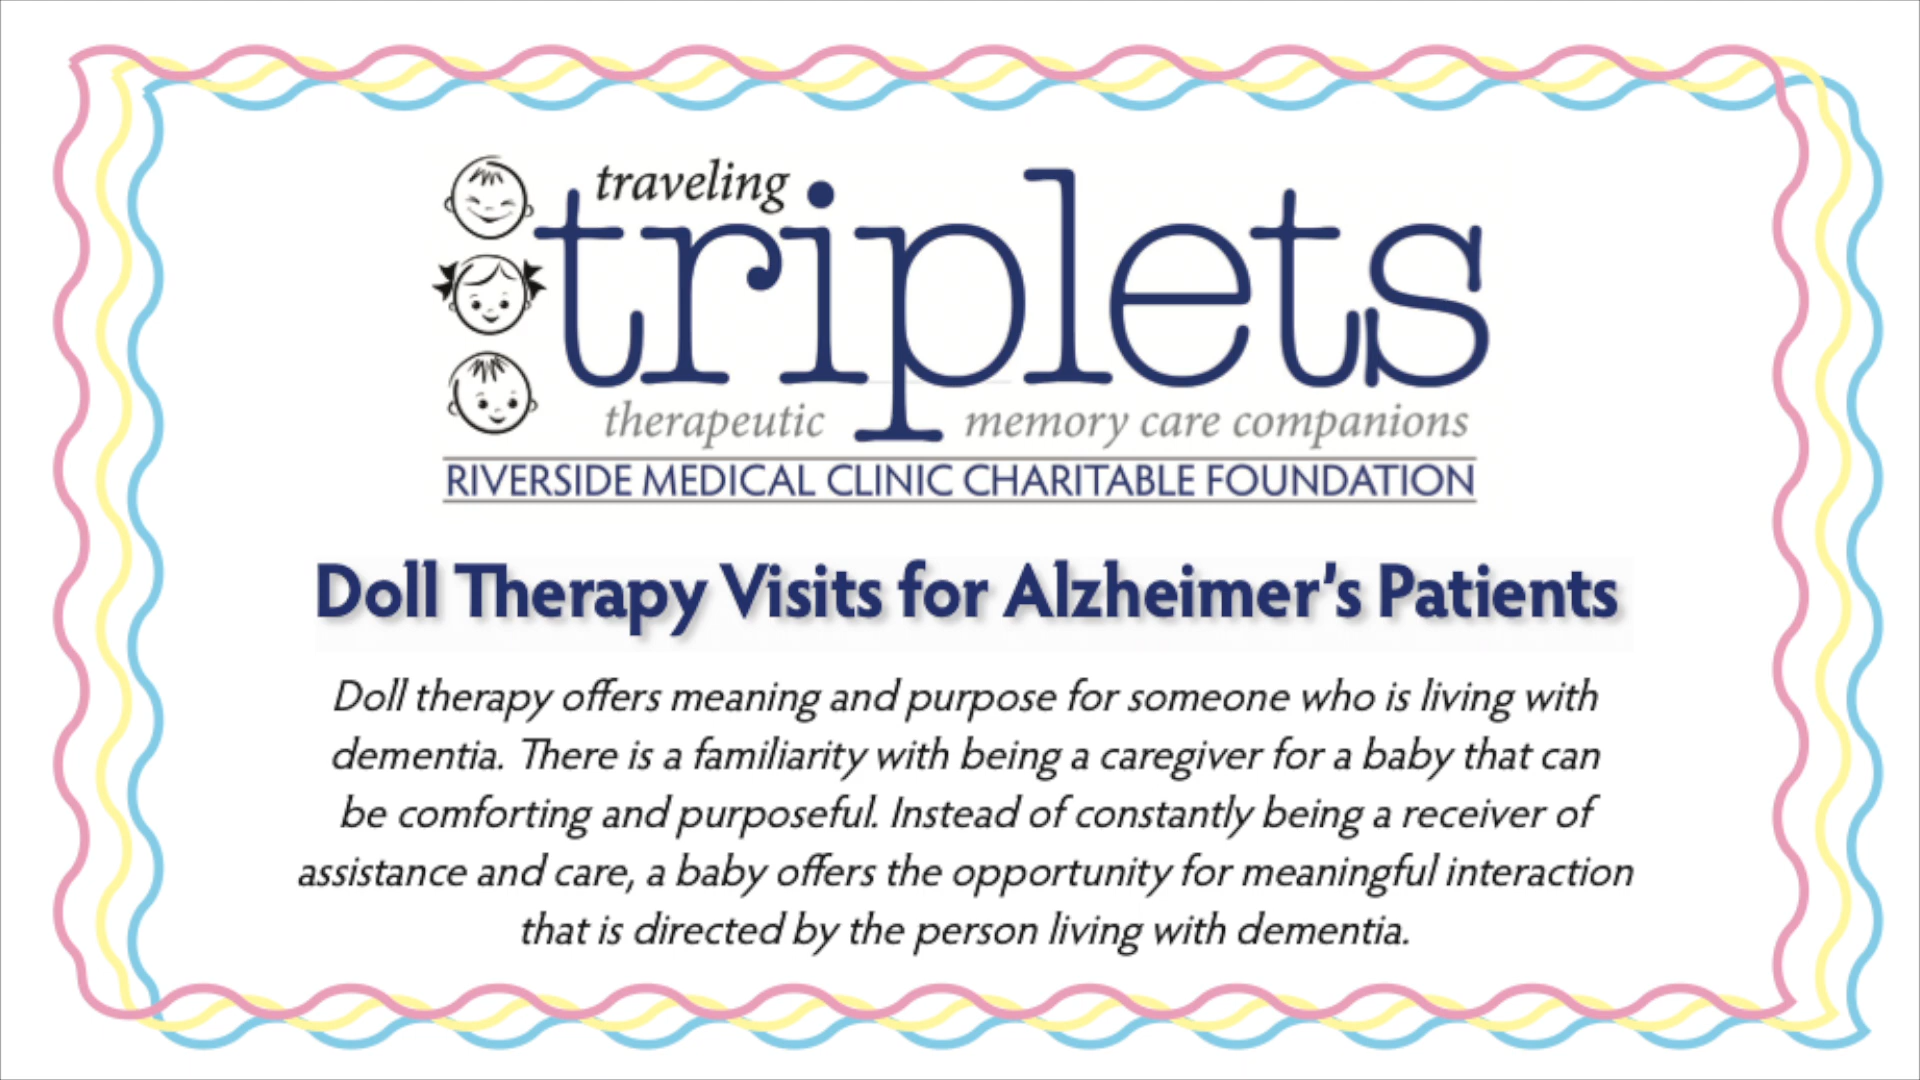 traveling
triplets
therapeutic memory care companions
RIVERSIDE MEDICAL CLINIC CHARITABLE FOUNDATION
Doll Therapy Visits for Alzheimer’s Patients
Doll therapy offers meaning and purpose for someone who is living with
dementia. There is a familiarity with being a caregiver for a baby that can
be comforting and purposeful. Instead of constantly being a receiver of
assistance and care, a baby offers the opportunity for meaningful interaction
that is directed by the person living with dementia.